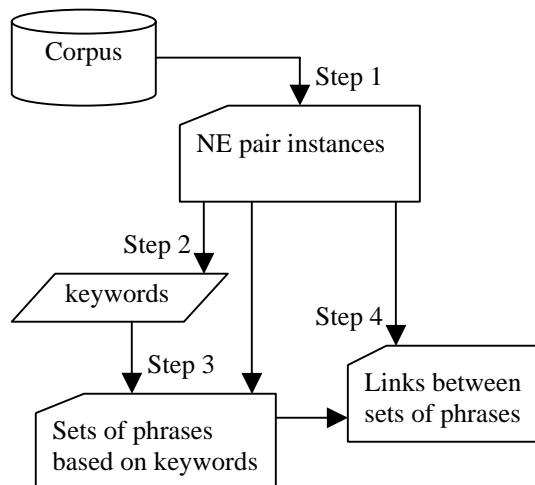 Corpus
Step 1
NE pair instances
Step 2
keywords
Step 3
Step 4
Sets of phrases
based on keywords
Links between
sets of phrases